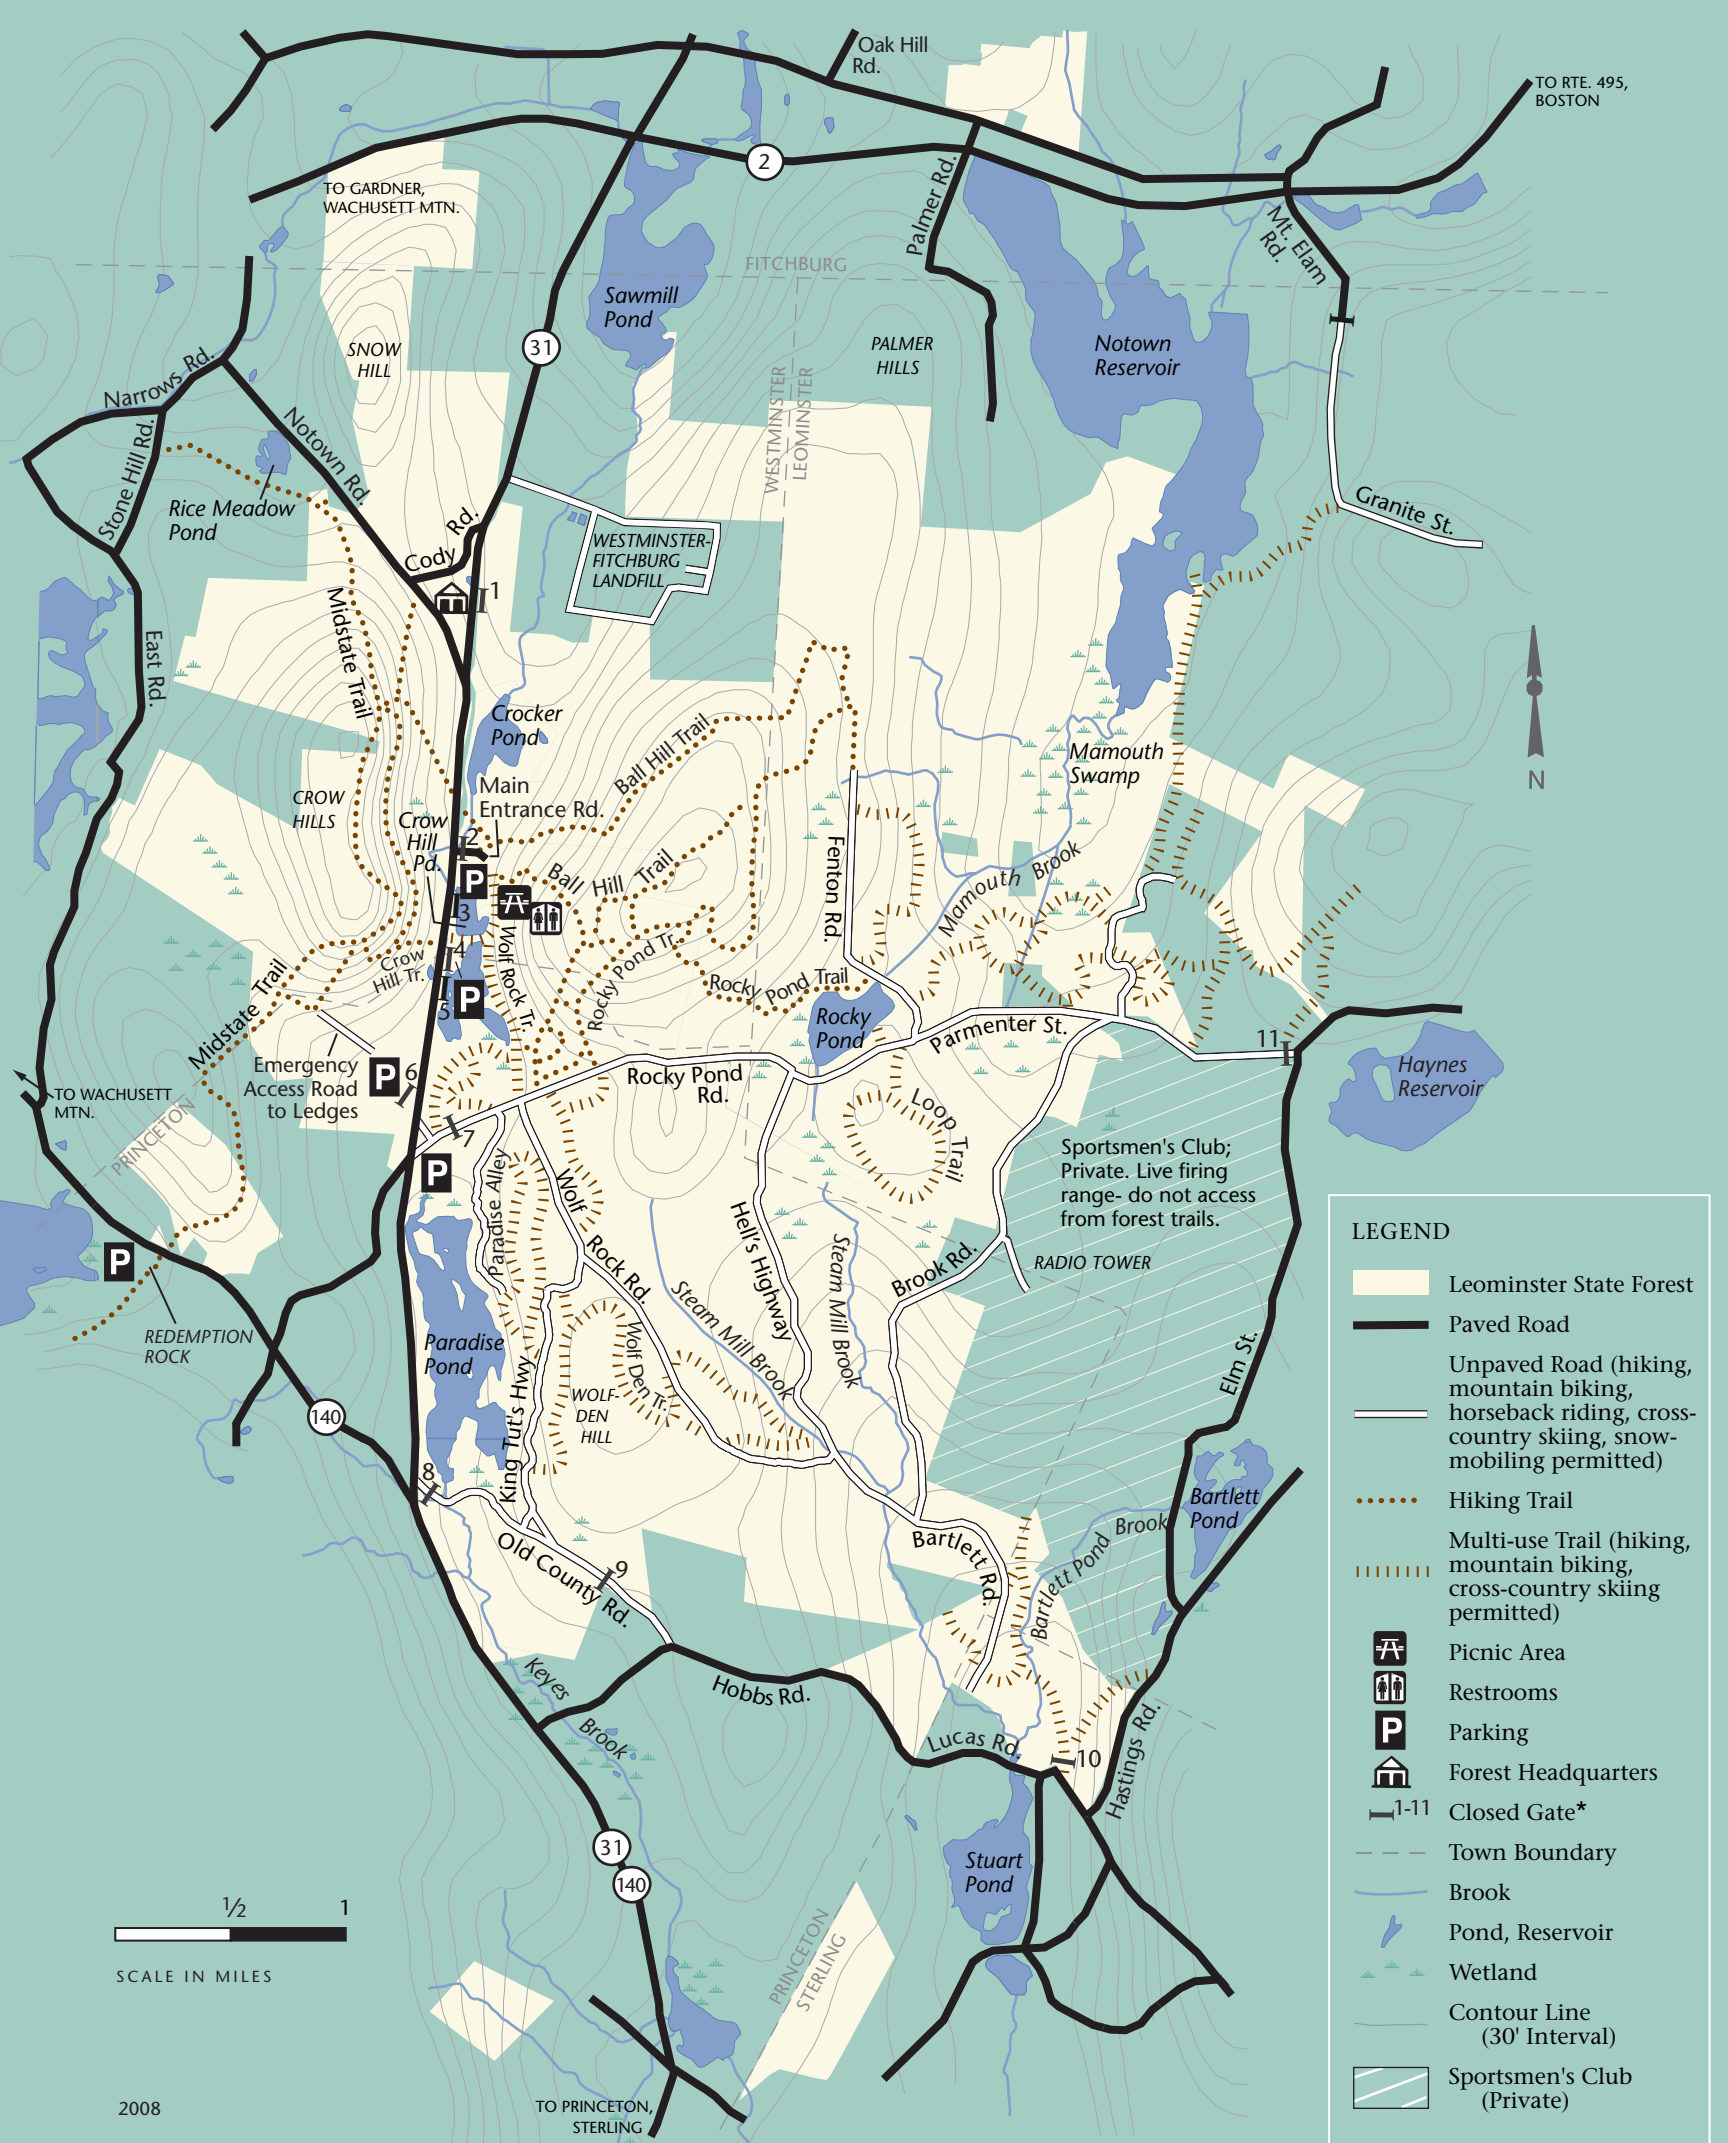 Oak Hill
Rd.
TO RTE. 495,
BOSTON
2
TO GARDNER,
WACHUSETT MTN.
Palmer Rd.
Mt. Elam
Rd.
FITCHBURG
Sawmill
Pond
31
SNOW
HILL
PALMER
HILLS
Notown
Reservoir
Narrows Rd.
WESTMINSTER
LEOMINSTER
Notown Rd.
Stone Hill Rd.
Rice Meadow
Pond
Granite St.
Cody Rd.
WESTMINSTER-
FITCHBURG
LANDFILL
1
Midstate Trail
East Rd.
Crocker
Pond
Ball Hill Trail
Mamouth
Swamp
N
Main
Entrance Rd.
CROW
HILLS
Crow
Hill
Pd.
2
P
Ball Hill Trail
Fenton Rd.
Mamouth Brook
3
Wolf Rock Tr.
Rocky Pond Tr.
4
Crow
Hill Tr.
Rocky Pond Trail
P
5
Midstate Trail
Rocky
Pond
Parmenter St.
11
Emergency
Access Road
to Ledges
P
6
Rocky Pond
Rd.
Haynes
Reservoir
TO WACHUSETT
MTN.
PRINCETON
7
Loop Trail
P
Sportsmen's Club;
Private. Live firing
range- do not access
from forest trails.
Paradise Alley
Wolf Rock Rd.
Hell's Highway
Steam Mill Brook
Steam Mill Brook
Brook Rd.
RADIO TOWER
P
REDEMPTION
ROCK
Paradise
Pond
Wolf Den Tr.
WOLF-
DEN
HILL
King Tut's Hwy
Elm St.
140
8
Bartlett
Pond
Bartlett Pond Brook
Bartlett Rd.
Old County Rd.
9
Keyes Brook
Hobbs Rd.
Lucas Rd.
10
Hastings Rd.
31
140
Stuart
Pond
PRINCETON
STERLING
½
1
SCALE IN MILES
TO PRINCETON,
STERLING
2008
LEGEND
Leominster State Forest
Paved Road
Unpaved Road (hiking,
mountain biking,
horseback riding, cross-
country skiing, snow-
mobiling permitted)
Hiking Trail
Multi-use Trail (hiking,
mountain biking,
cross-country skiing
permitted)
Picnic Area
Restrooms
P
Parking
Forest Headquarters
1-11
Closed Gate*
Town Boundary
Brook
Pond, Reservoir
Wetland
Contour Line
(30' Interval)
Sportsmen's Club
(Private)